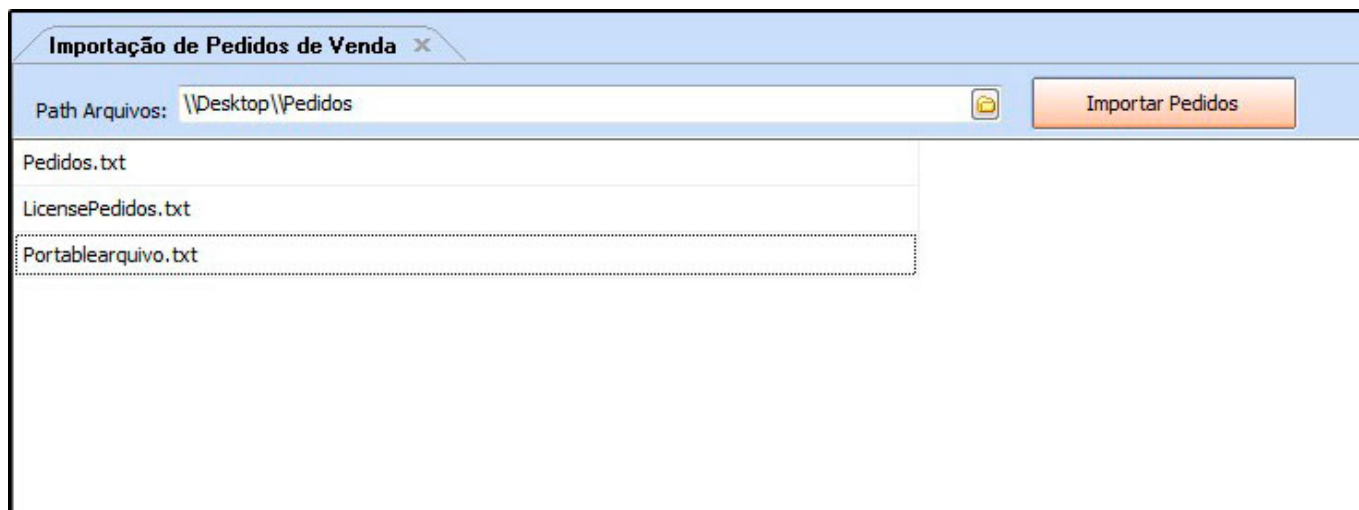 Importação de Pedidos de Venda
Path Arquivos: \\Desktop\\Pedidos Importar Pedidos
Pedidos.txt
LicensePedidos.txt
Portablearquivo.txt